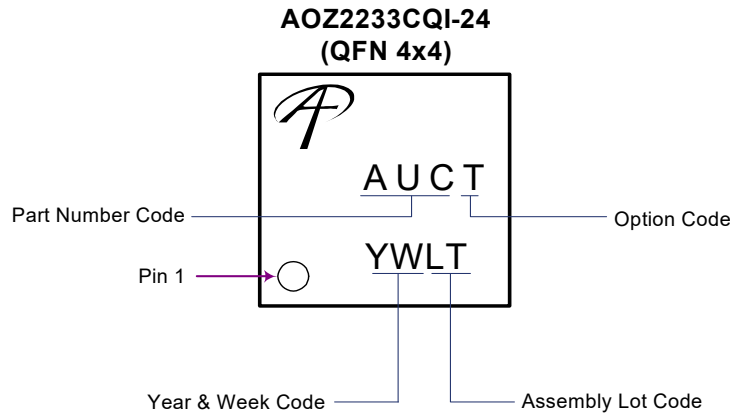 AOZ2233CQI-24
(QFN 4x4)
AUCT
Part Number Code
Option Code
YWLT
Pin 1
Year & Week Code
Assembly Lot Code